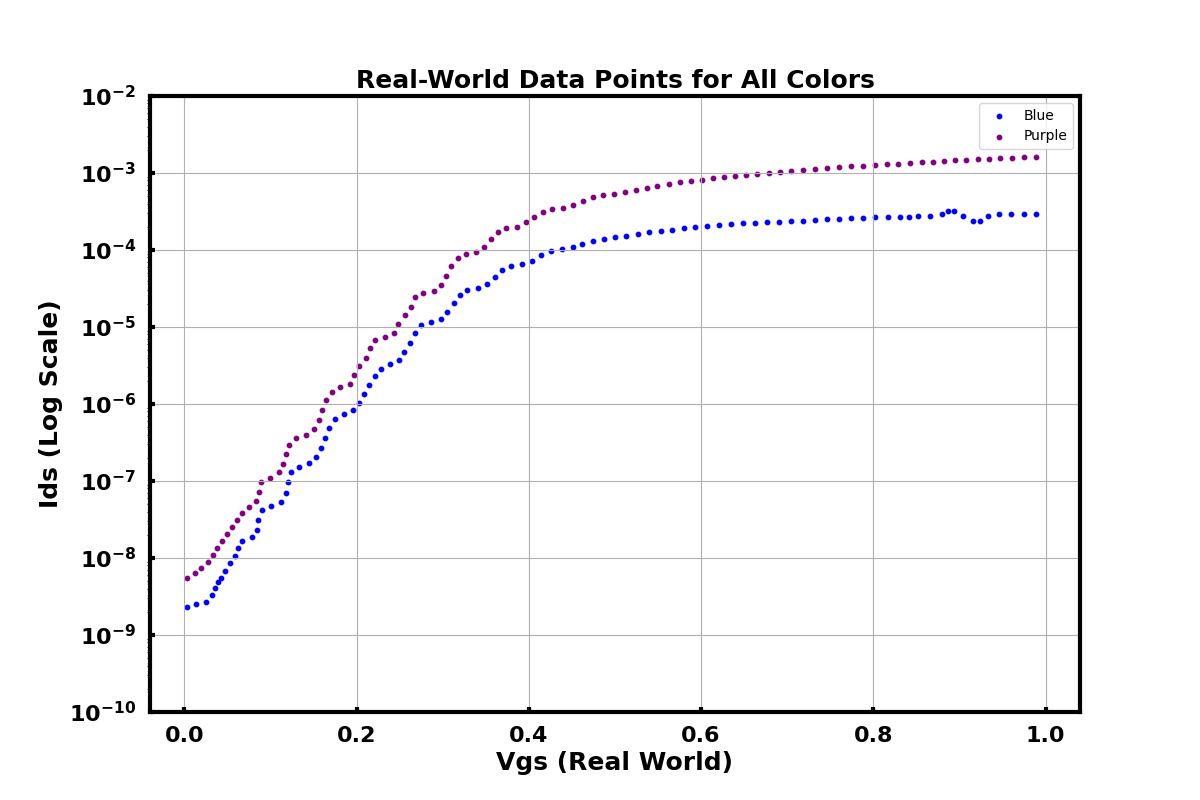 Real-World Data Points for All Colors
Blue
Purple
10⁻²
10⁻³
10⁻⁴
10⁻⁵
10⁻⁶
10⁻⁷
10⁻⁸
10⁻⁹
10⁻¹⁰
Ids (Log Scale)
0.0 0.2 0.4 0.6 0.8 1.0
Vgs (Real World)